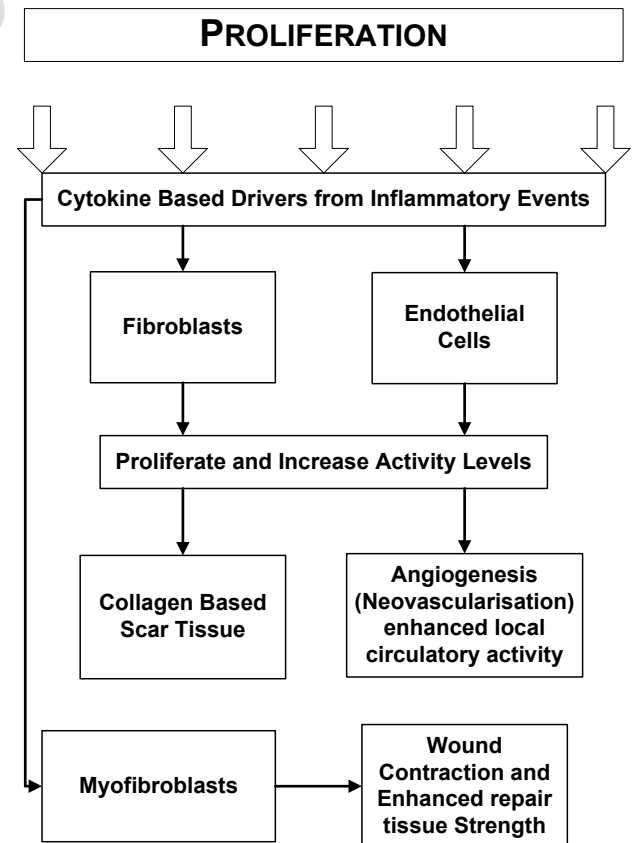 PROLIFERATION
Cytokine Based Drivers from Inflammatory Events
Fibroblasts
Endothelial
Cells
Proliferate and Increase Activity Levels
Collagen Based
Scar Tissue
Angiogenesis
(Neovascularisation)
enhanced local
circulatory activity
Myofibroblasts
Wound
Contraction and
Enhanced repair
tissue Strength